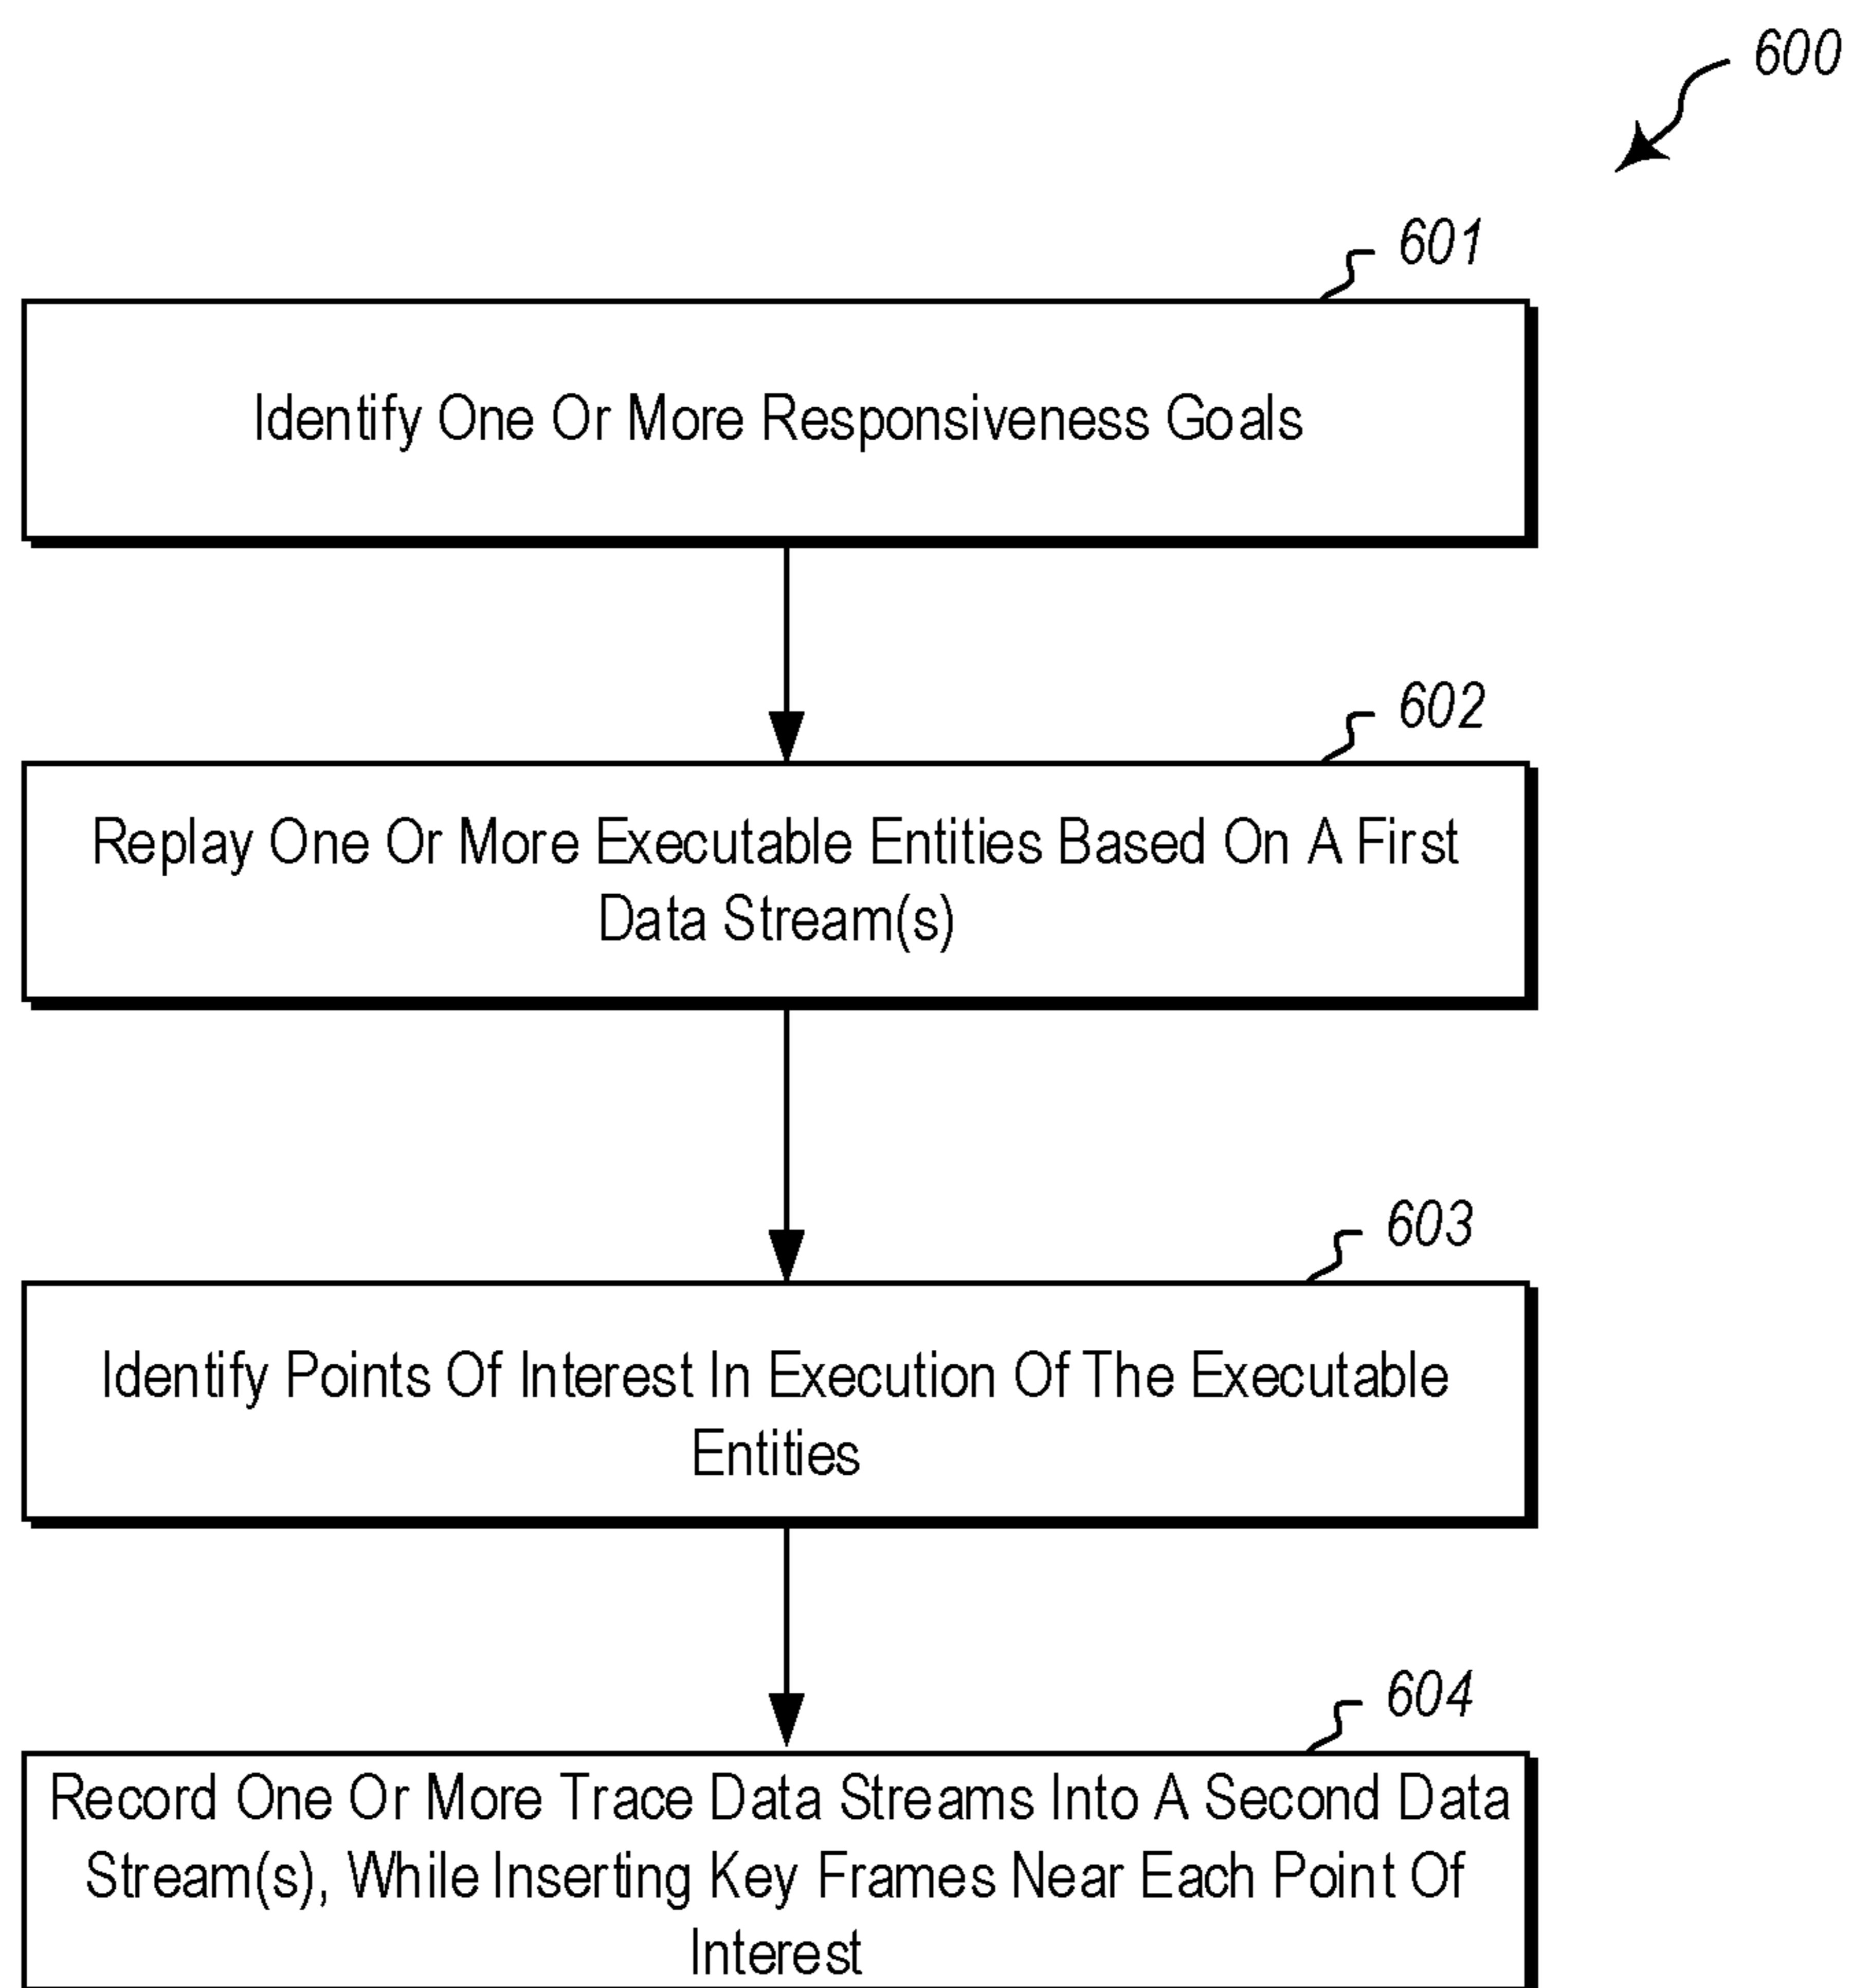 600
601
Identify One Or More Responsiveness Goals
602
Replay One Or More Executable Entities Based On A First
Data Stream(s)
603
Identify Points Of Interest In Execution Of The Executable
Entities
604
Record One Or More Trace Data Streams Into A Second Data
Stream(s), While Inserting Key Frames Near Each Point Of
Interest